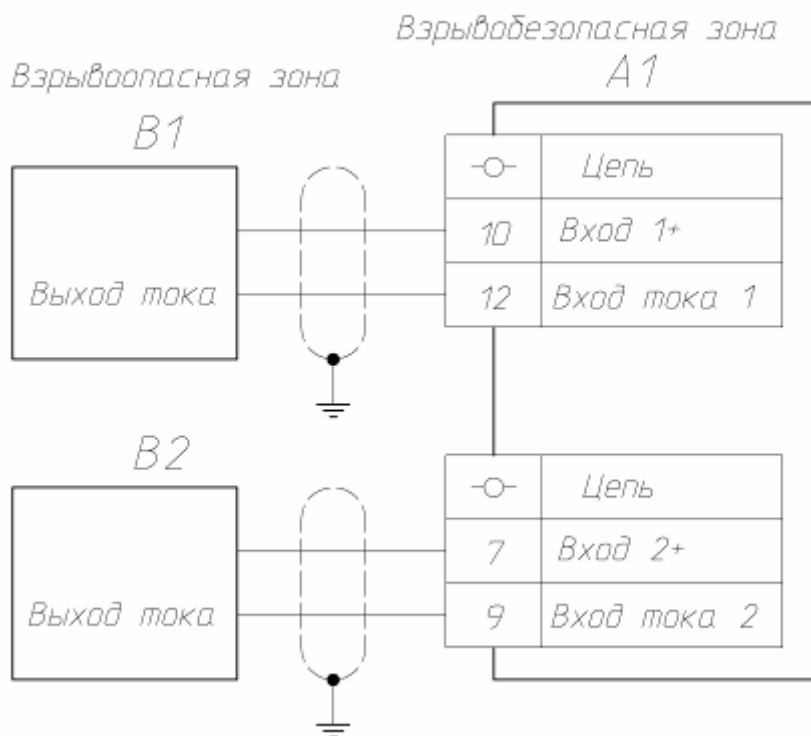 Взрывобезопасная зона
Взрывоопасная зона
A1
B1
Цепь
10 Вход 1+
Выход тока
12 Вход тока 1
B2
Цепь
7 Вход 2+
Выход тока
9 Вход тока 2